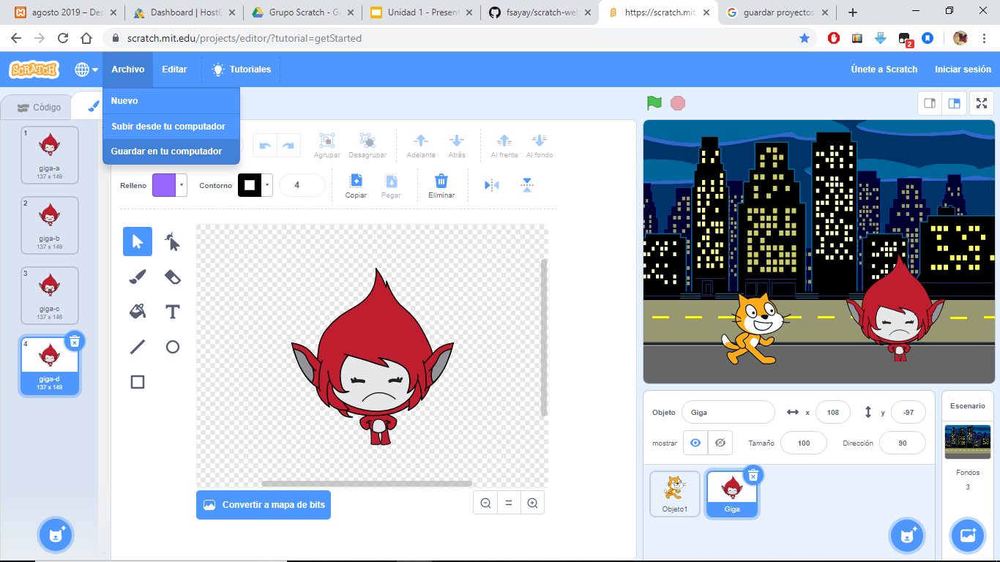 agosto 2019 – Des
Dashboard | HostG
Grupo Scratch - Go
Unidad 1 - Present
fsayay/scratch-web
https://scratch.mit.
guardar proyectos
scratch.mit.edu/projects/editor/?tutorial=getStarted
2
SCRATCH
Archivo
Editar
Tutoriales
Únete a Scratch
Iniciar sesión
Nuevo
Subir desde tu computador
Guardar en tu computador
Código
1
giga-a
137 x 149
2
giga-b
137 x 149
3
giga-c
137 x 148
4
giga-d
137 x 149
Agrupar
Desagrupar
Adelante
Atrás
Al frente
Al fondo
Relleno
Contorno
4
Copiar
Pegar
Eliminar
T
Convertir a mapa de bits
Objeto
Giga
x
108
y
-97
mostrar
Tamaño
100
Dirección
90
Objeto1
Giga
Escenario
Fondos
3